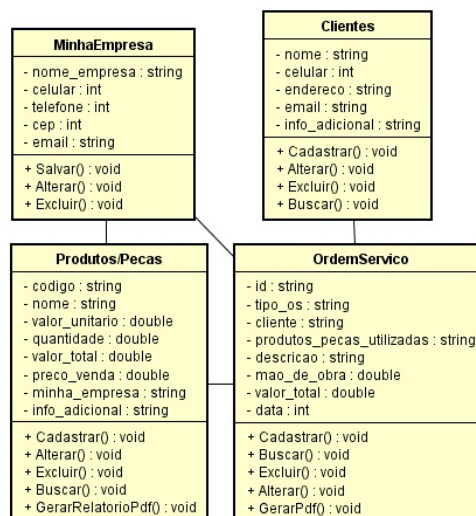 MinhaEmpresa
- nome_empresa : string
- celular : int
- telefone : int
- cep : int
- email : string
+ Salvar() : void
+ Alterar() : void
+ Excluir() : void
Clientes
- nome : string
- celular : int
- endereco : string
- email : string
- info_adicional : string
+ Cadastrar() : void
+ Alterar() : void
+ Excluir() : void
+ Buscar() : void
Produtos/Pecas
- codigo : string
- nome : string
- valor_unitario : double
- quantidade : double
- valor_total : double
- preco_venda : double
- minha_empresa : string
- info_adicional : string
+ Cadastrar() : void
+ Alterar() : void
+ Excluir() : void
+ Buscar() : void
+ GerarRelatorioPdf() : void
OrdemServico
- id : string
- tipo_os : string
- cliente : string
- produtos_pecas_utilizadas : string
- descricao : string
- mao_de_obra : double
- valor_total : double
- data : int
+ Cadastrar() : void
+ Buscar() : void
+ Excluir() : void
+ Alterar() : void
+ GerarPdf() : void